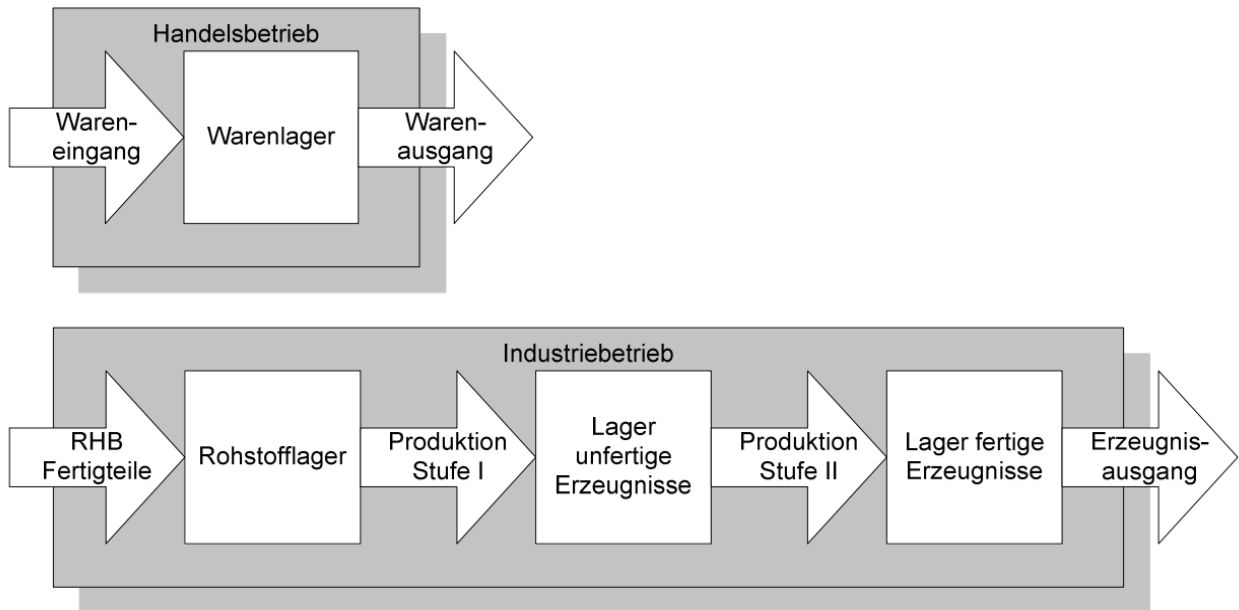 Handelsbetrieb
Waren-
eingang
Warenlager
Waren-
ausgang
Industriebetrieb
RHB
Fertigteile
Rohstofflager
Produktion
Stufe I
Lager
unfertige
Erzeugnisse
Produktion
Stufe II
Lager fertige
Erzeugnisse
Erzeugnis-
ausgang